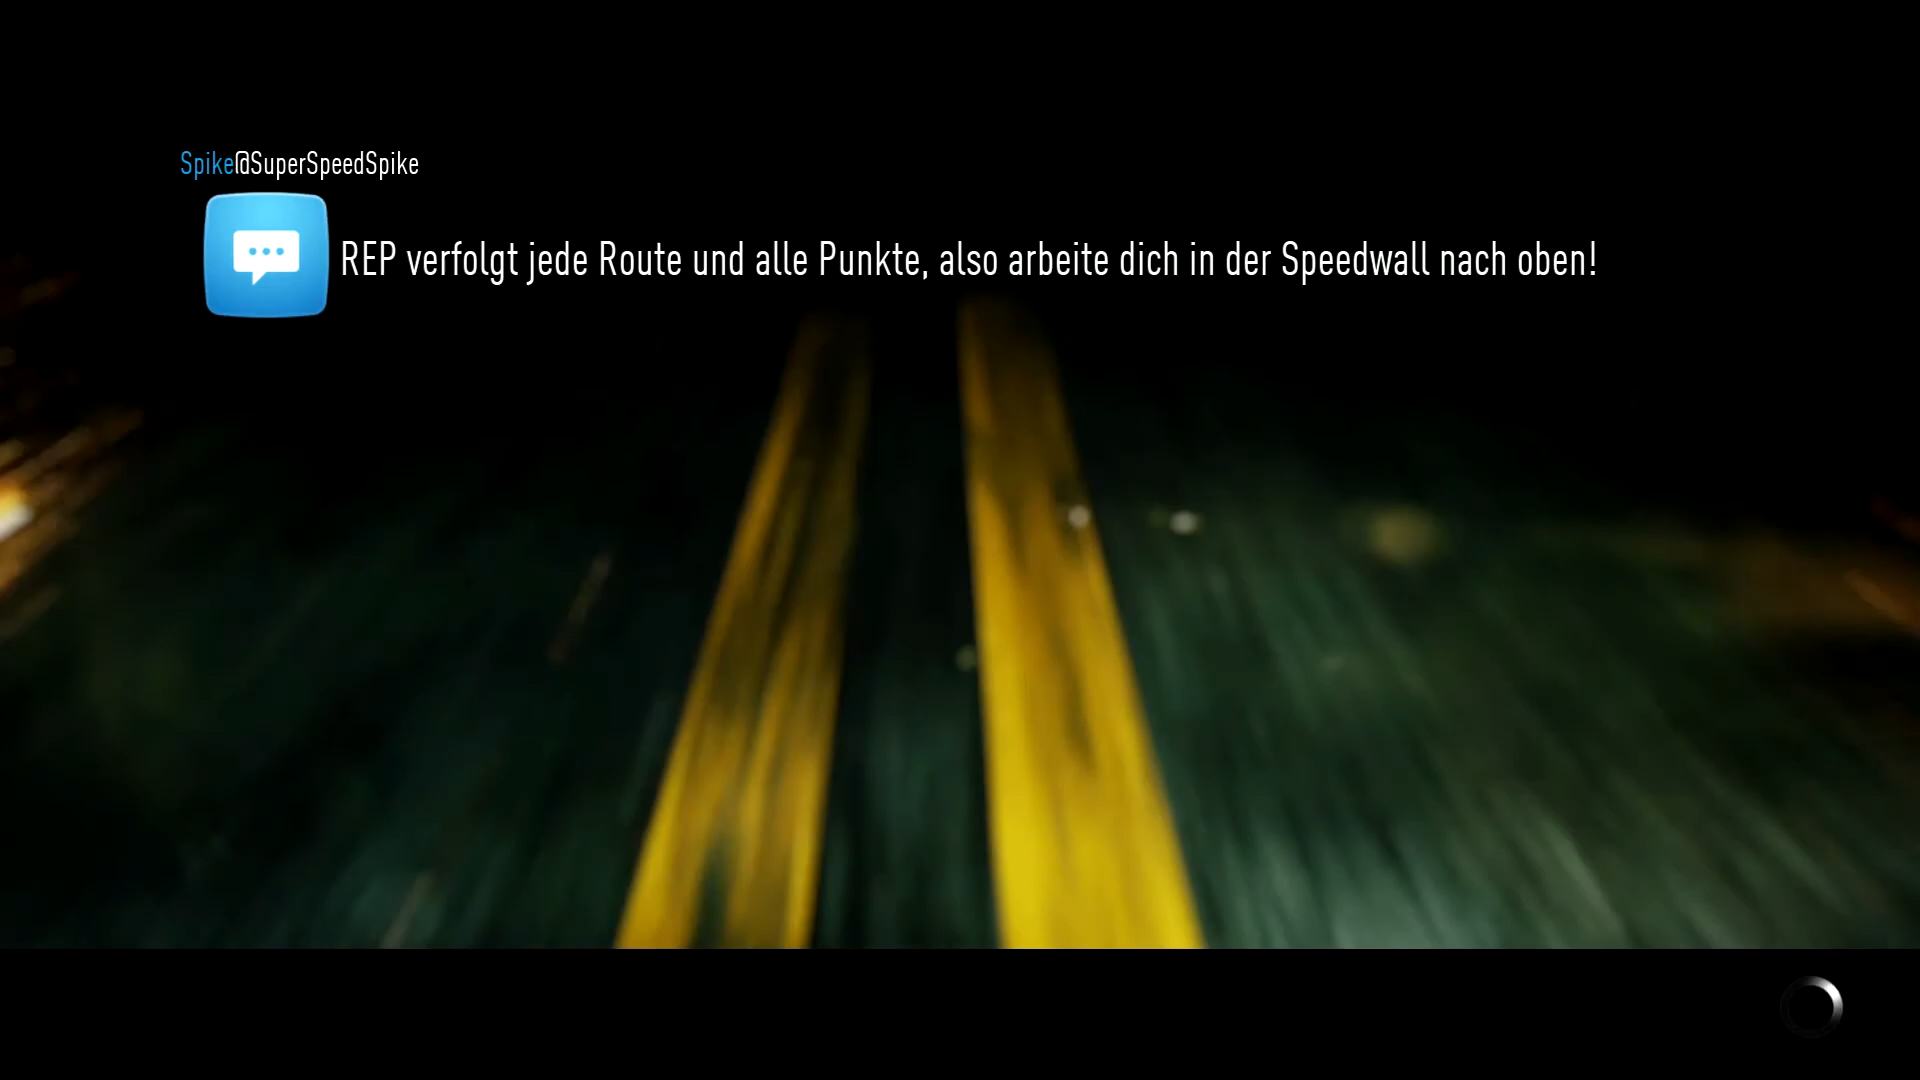 Spike@SuperSpeedSpike
REP verfolgt jede Route und alle Punkte, also arbeite dich in der Speedwall nach oben!